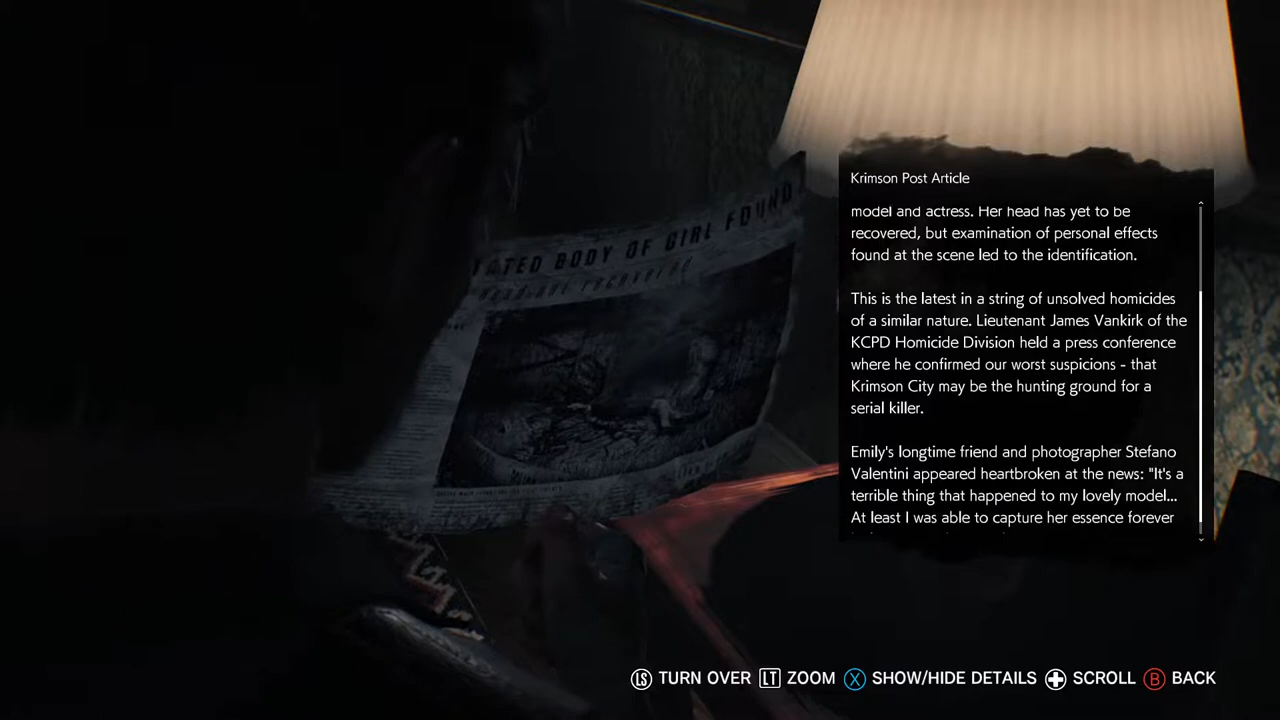 TED BODY OF GIRL FOUND
Krimson Post Article
model and actress. Her head has yet to be
recovered, but examination of personal effects
found at the scene led to the identification.
This is the latest in a string of unsolved homicides
of a similar nature. Lieutenant James Vankirk of the
KCPD Homicide Division held a press conference
where he confirmed our worst suspicions - that
Krimson City may be the hunting ground for a
serial killer.
Emily's longtime friend and photographer Stefano
Valentini appeared heartbroken at the news: "It's a
terrible thing that happened to my lovely model...
At least I was able to capture her essence forever
LS TURN OVER LT ZOOM X SHOW/HIDE DETAILS SCROLL B BACK